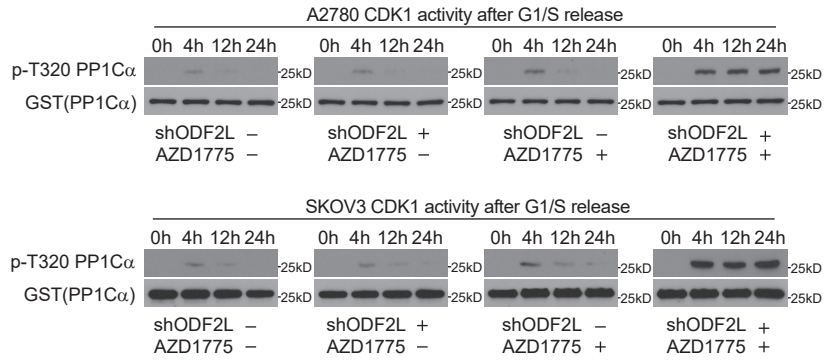 A2780 CDK1 activity after G1/S release
0h 4h 12h 24h 0h 4h 12h 24h 0h 4h 12h 24h 0h 4h 12h 24h
p-T320 PP1Cα -25kD -25kD -25kD -25kD
GST(PP1Cα) -25kD -25kD -25kD -25kD
shODF2L − shODF2L + shODF2L − shODF2L +
AZD1775 − AZD1775 − AZD1775 + AZD1775 +
SKOV3 CDK1 activity after G1/S release
0h 4h 12h 24h 0h 4h 12h 24h 0h 4h 12h 24h 0h 4h 12h 24h
p-T320 PP1Cα -25kD -25kD -25kD -25kD
GST(PP1Cα) -25kD -25kD -25kD -25kD
shODF2L − shODF2L + shODF2L − shODF2L +
AZD1775 − AZD1775 − AZD1775 + AZD1775 +